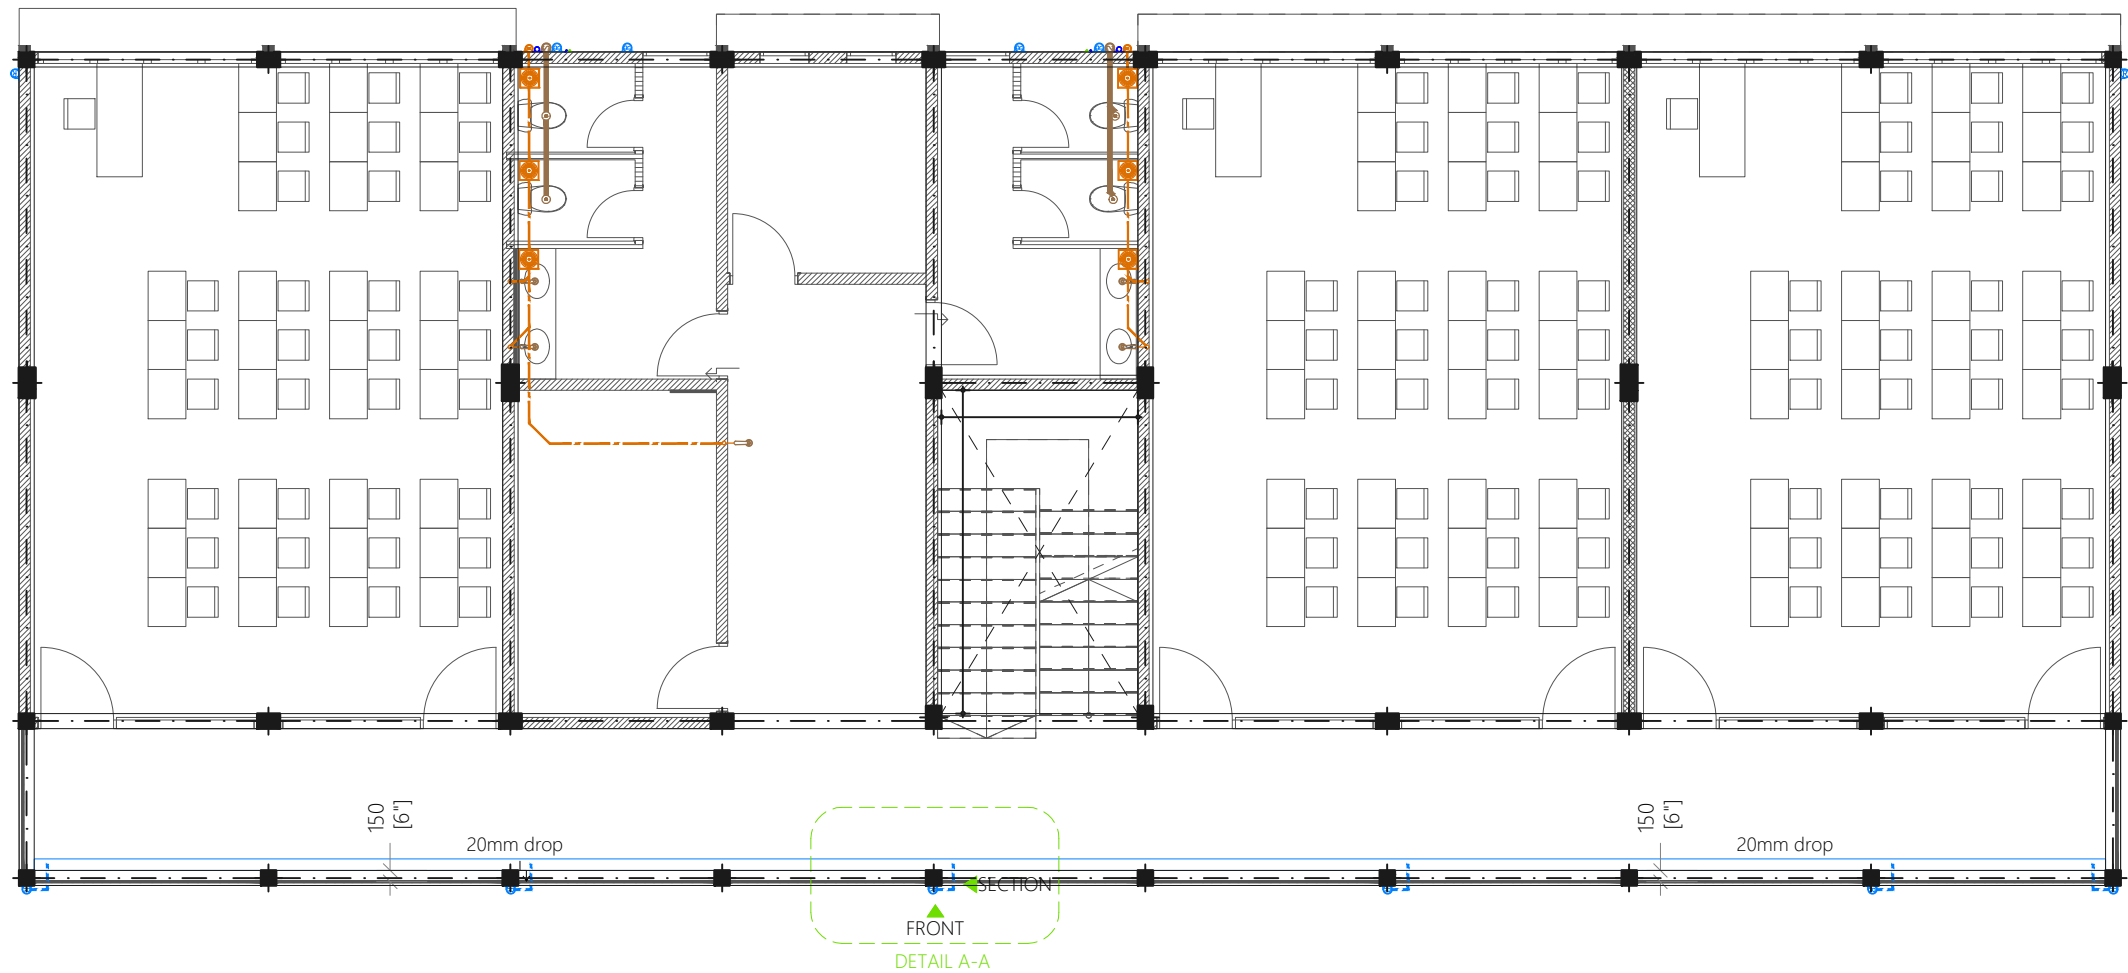 150
[6"]
20mm drop
150
[6"]
20mm drop
SECTION
FRONT
DETAIL A-A